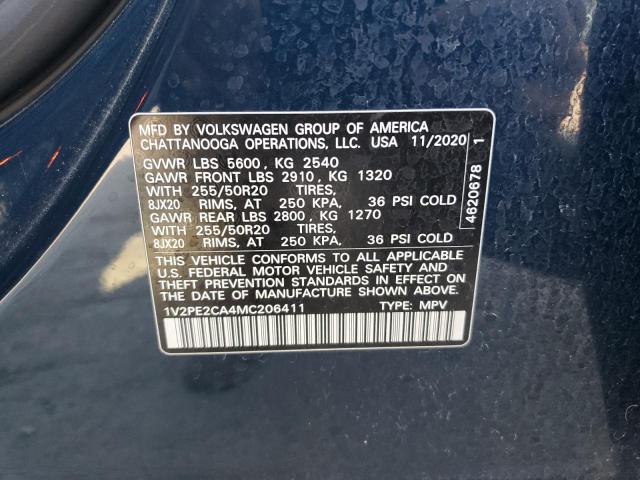 MFD BY VOLKSWAGEN GROUP OF AMERICA
CHATTANOOGA OPERATIONS, LLC. USA 11/2020
GVWR LBS 5600, KG 2540
GAWR FRONT LBS 2910, KG 1320
WITH 255/50R20 TIRES,
8JX20 RIMS, AT 250 KPA, 36 PSI COLD
GAWR REAR LBS 2800, KG 1270
WITH 255/50R20 TIRES,
8JX20 RIMS, AT 250 KPA, 36 PSI COLD
THIS VEHICLE CONFORMS TO ALL APPLICABLE
U.S. FEDERAL MOTOR VEHICLE SAFETY AND
THEFT PREVENTION STANDARDS IN EFFECT ON
THE DATE OF MANUFACTURE SHOWN ABOVE.
1V2PE2CA4MC206411 TYPE: MPV
4620678 1